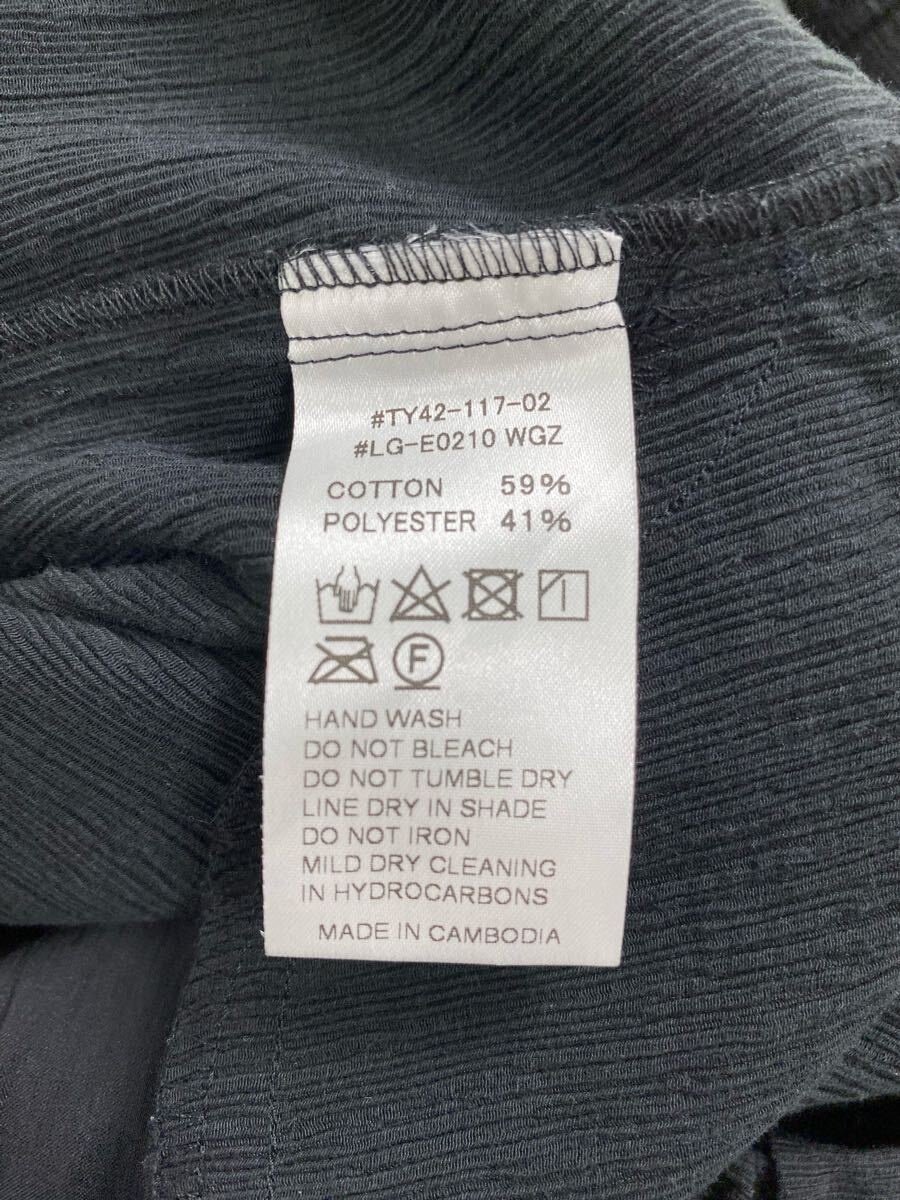 #TY42-117-02
#LG-E0210 WGZ
COTTON 59%
POLYESTER 41%
F
HAND WASH
DO NOT BLEACH
DO NOT TUMBLE DRY
LINE DRY IN SHADE
DO NOT IRON
MILD DRY CLEANING
IN HYDROCARBONS
MADE IN CAMBODIA